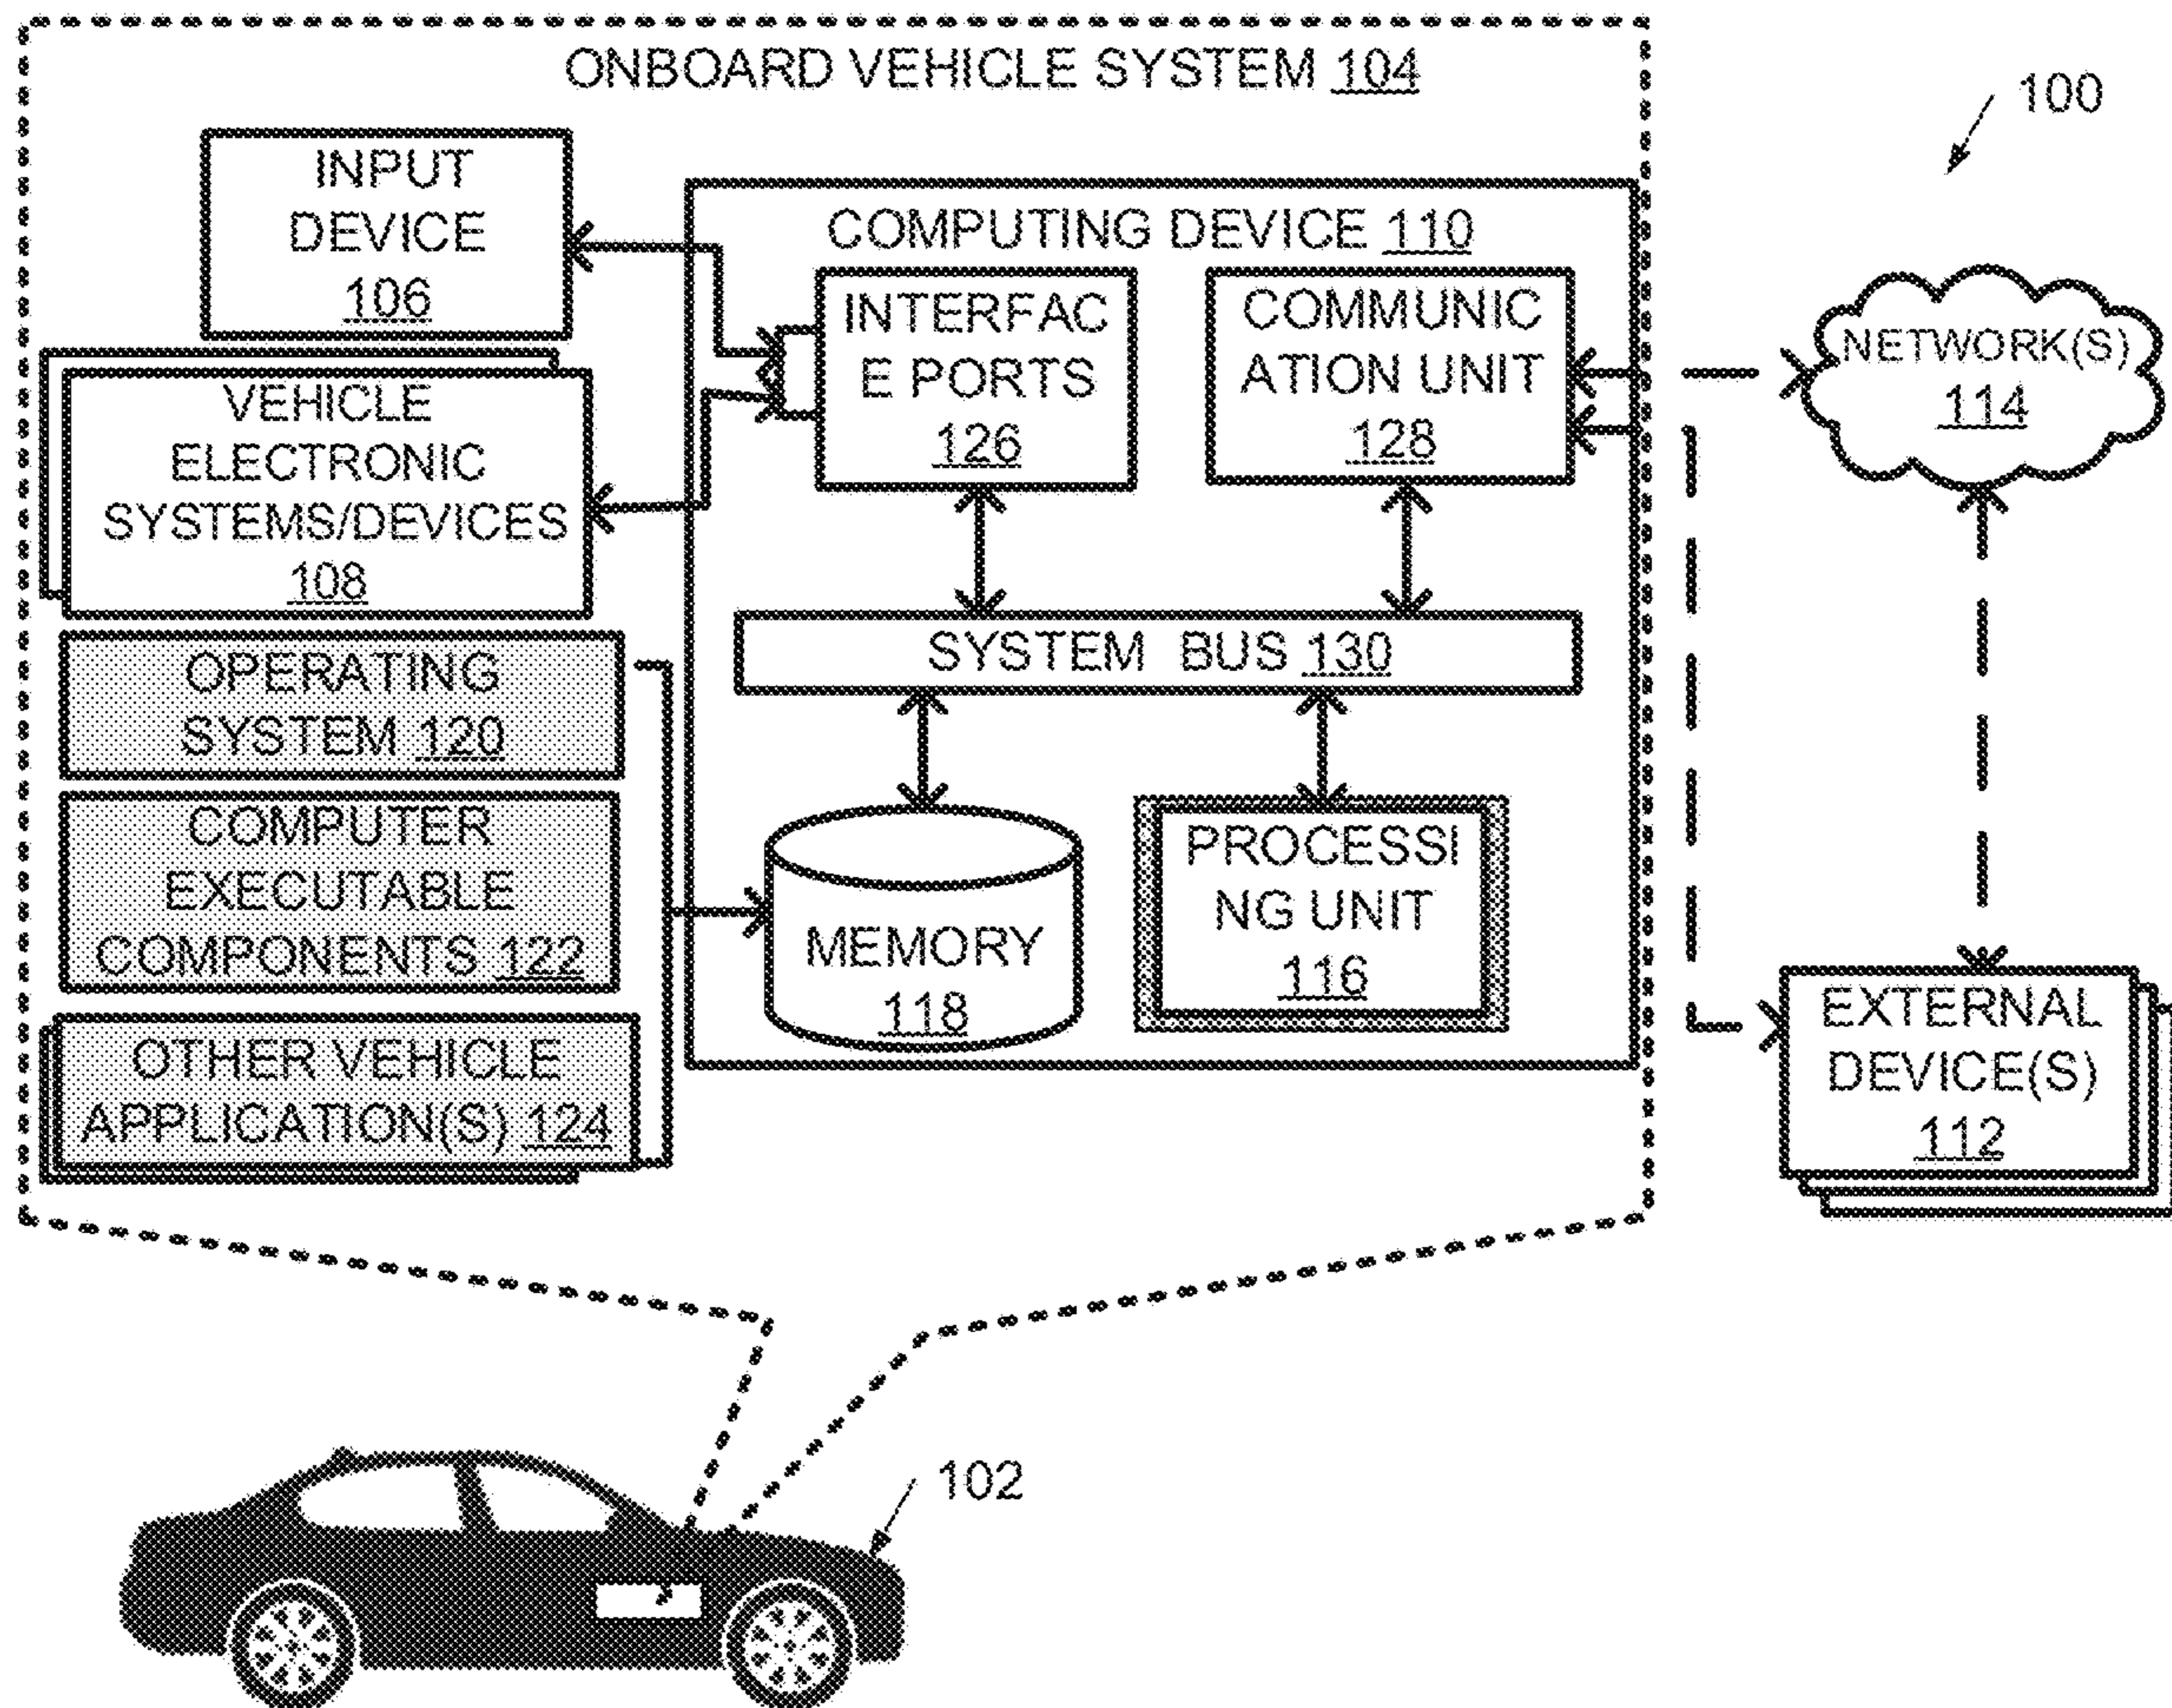 ONBOARD VEHICLE SYSTEM 104
100
INPUT
DEVICE
106
COMPUTING DEVICE 110
INTERFAC
E PORTS
126
COMMUNIC
ATION UNIT
128
NETWORK(S)
114
VEHICLE
ELECTRONIC
SYSTEMS/DEVICES
108
SYSTEM BUS 130
OPERATING
SYSTEM 120
COMPUTER
EXECUTABLE
COMPONENTS 122
MEMORY
118
PROCESSI
NG UNIT
116
OTHER VEHICLE
APPLICATION(S) 124
EXTERNAL
DEVICE(S)
112
102